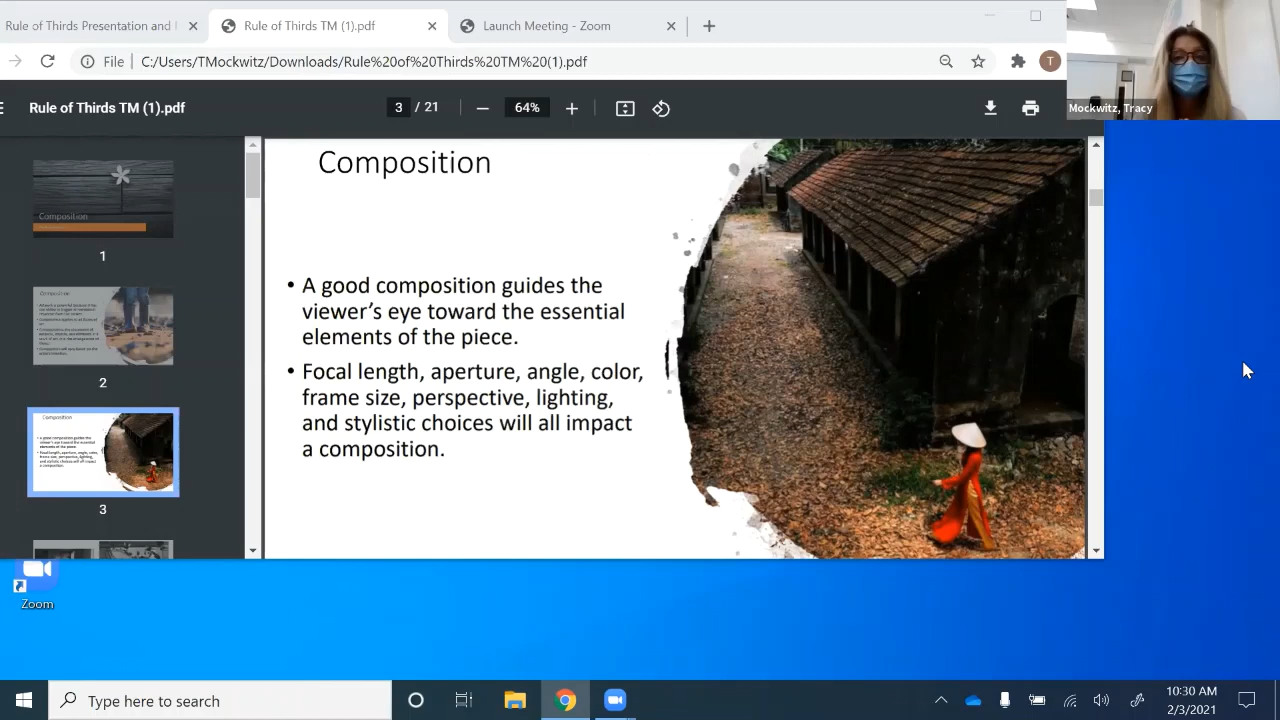 Rule of Thirds Presentation and
Rule of Thirds TM (1).pdf
Launch Meeting - Zoom
File
C:/Users/TMockwitz/Downloads/Rule%20of%20Thirds%20TM%20(1).pdf
T
Mockwitz, Tracy
Rule of Thirds TM (1).pdf
3 / 21
64%
Composition
1
Composition
2
Composition
3
Composition
• A good composition guides the
viewer's eye toward the essential
elements of the piece.
• Focal length, aperture, angle, color,
frame size, perspective, lighting,
and stylistic choices will all impact
a composition.
Zoom
Type here to search
10:30 AM
2/3/2021